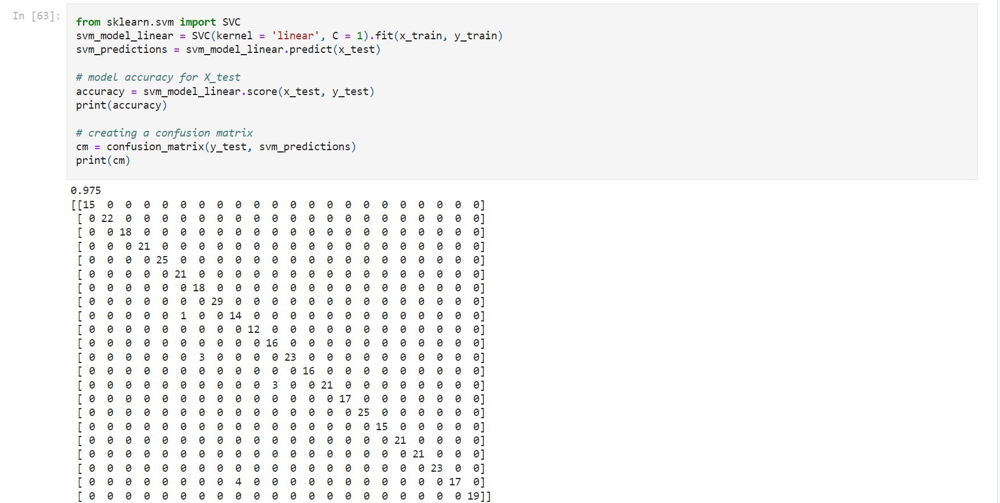 In [63]:
from sklearn.svm import SVC
svm_model_linear = SVC(kernel = 'linear', C = 1).fit(x_train, y_train)
svm_predictions = svm_model_linear.predict(x_test)
# model accuracy for X_test
accuracy = svm_model_linear.score(x_test, y_test)
print(accuracy)
# creating a confusion matrix
cm = confusion_matrix(y_test, svm_predictions)
print(cm)
0.975
[[15 0 0 0 0 0 0 0 0 0 0 0 0 0 0 0 0 0 0 0 0 0]
[ 0 22 0 0 0 0 0 0 0 0 0 0 0 0 0 0 0 0 0 0 0 0]
[ 0 0 18 0 0 0 0 0 0 0 0 0 0 0 0 0 0 0 0 0 0 0]
[ 0 0 0 21 0 0 0 0 0 0 0 0 0 0 0 0 0 0 0 0 0 0]
[ 0 0 0 0 25 0 0 0 0 0 0 0 0 0 0 0 0 0 0 0 0 0]
[ 0 0 0 0 0 21 0 0 0 0 0 0 0 0 0 0 0 0 0 0 0 0]
[ 0 0 0 0 0 0 18 0 0 0 0 0 0 0 0 0 0 0 0 0 0 0]
[ 0 0 0 0 0 0 0 29 0 0 0 0 0 0 0 0 0 0 0 0 0 0]
[ 0 0 0 0 0 1 0 0 14 0 0 0 0 0 0 0 0 0 0 0 0 0]
[ 0 0 0 0 0 0 0 0 0 12 0 0 0 0 0 0 0 0 0 0 0 0]
[ 0 0 0 0 0 0 0 0 0 0 16 0 0 0 0 0 0 0 0 0 0 0]
[ 0 0 0 0 0 0 3 0 0 0 0 23 0 0 0 0 0 0 0 0 0 0]
[ 0 0 0 0 0 0 0 0 0 0 0 0 16 0 0 0 0 0 0 0 0 0]
[ 0 0 0 0 0 0 0 0 0 0 3 0 0 21 0 0 0 0 0 0 0 0]
[ 0 0 0 0 0 0 0 0 0 0 0 0 0 0 17 0 0 0 0 0 0 0]
[ 0 0 0 0 0 0 0 0 0 0 0 0 0 0 0 25 0 0 0 0 0 0]
[ 0 0 0 0 0 0 0 0 0 0 0 0 0 0 0 0 15 0 0 0 0 0]
[ 0 0 0 0 0 0 0 0 0 0 0 0 0 0 0 0 0 21 0 0 0 0]
[ 0 0 0 0 0 0 0 0 0 0 0 0 0 0 0 0 0 0 21 0 0 0]
[ 0 0 0 0 0 0 0 0 0 0 0 0 0 0 0 0 0 0 0 23 0 0]
[ 0 0 0 0 0 0 0 0 4 0 0 0 0 0 0 0 0 0 0 0 17 0]
[ 0 0 0 0 0 0 0 0 0 0 0 0 0 0 0 0 0 0 0 0 0 19]]